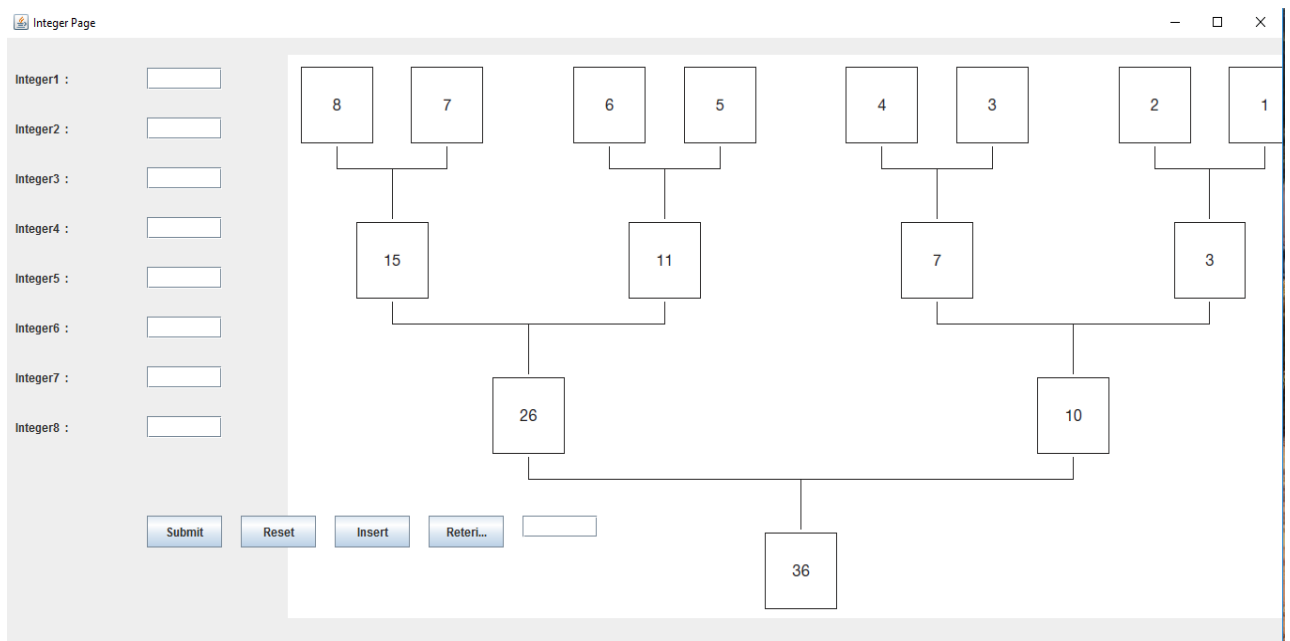 Integer Page
Integer1 :
Integer2 :
Integer3 :
Integer4 :
Integer5 :
Integer6 :
Integer7 :
Integer8 :
8 7 6 5 4 3 2 1
15 11 7 3
26 10
Submit Reset Insert Reteri...
36